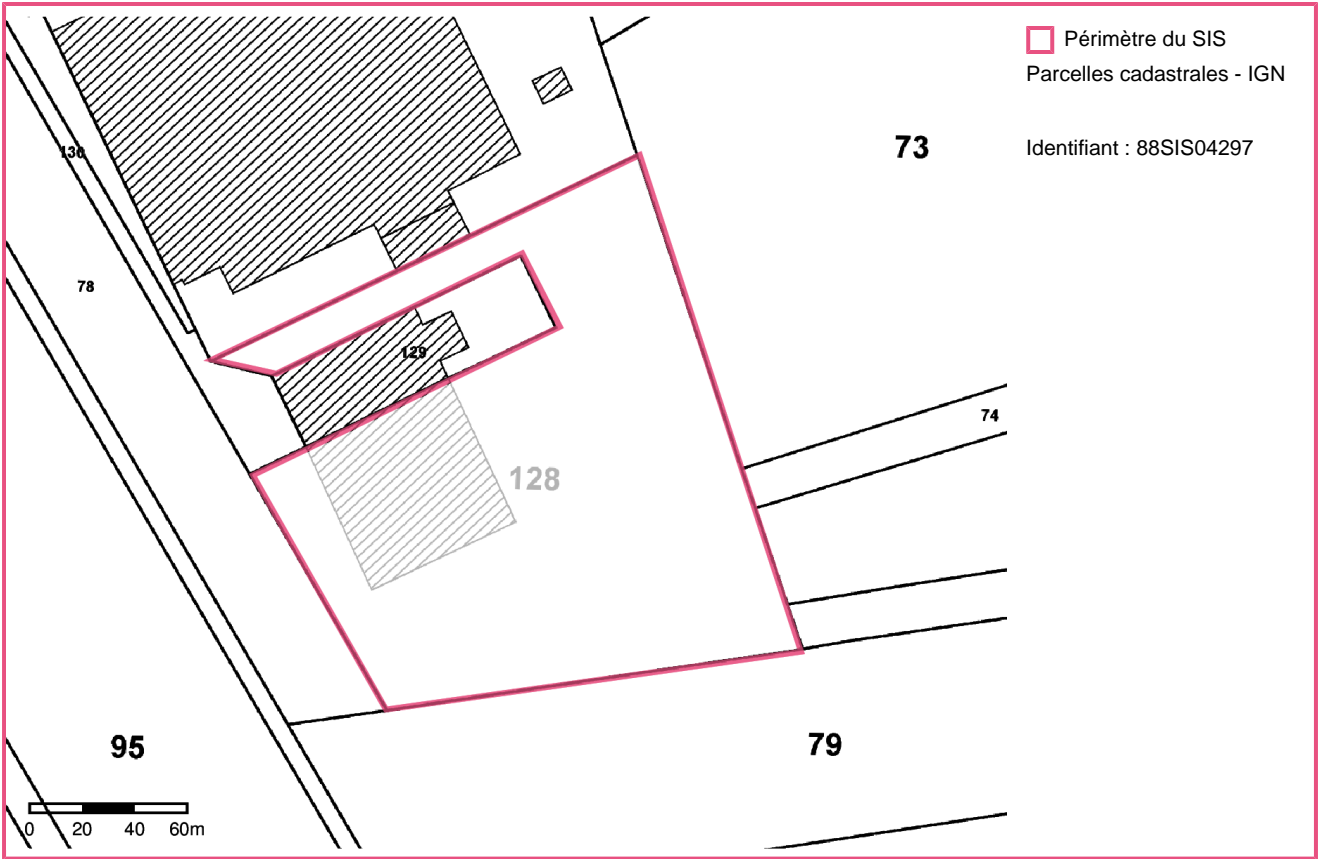 Périmètre du SIS
Parcelles cadastrales - IGN
Identifiant : 88SIS04297
73
136
78
129
74
128
95
79
0 20 40 60m